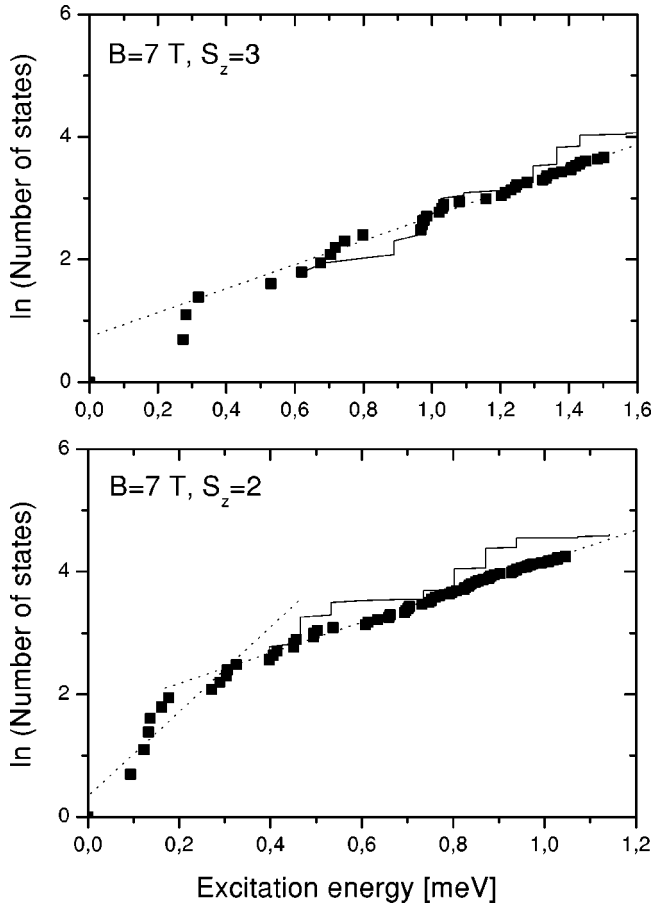 6
B=7 T, S_z=3
4
ln (Number of states)
2
0
0,0 0,2 0,4 0,6 0,8 1,0 1,2 1,4 1,6
6
B=7 T, S_z=2
4
ln (Number of states)
2
0
0,0 0,2 0,4 0,6 0,8 1,0 1,2
Excitation energy [meV]